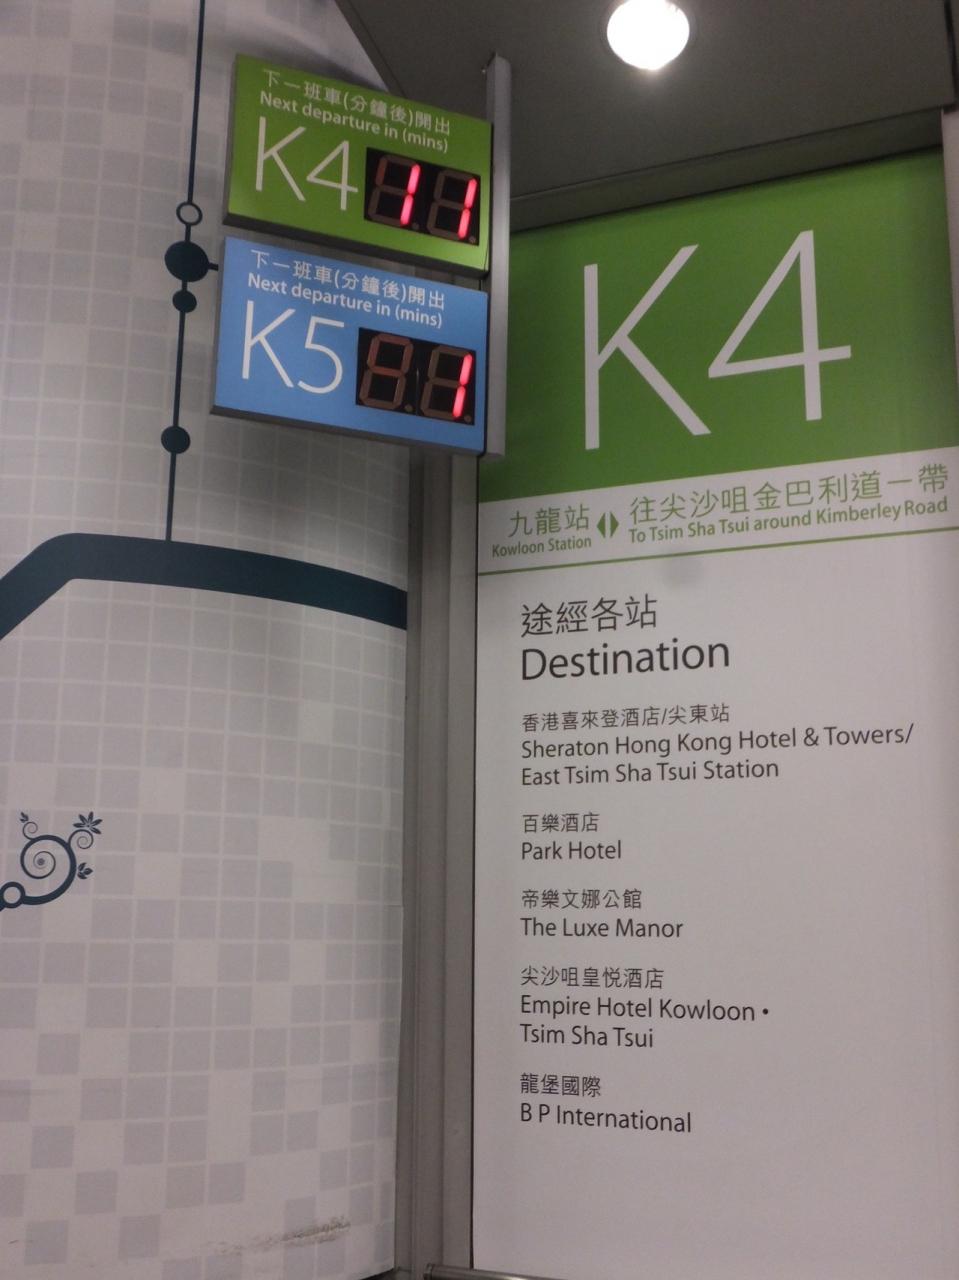 下一班車(分鐘後)開出
Next departure in (mins)
K4 11
下一班車(分鐘後)開出
Next departure in (mins)
K5 1
K4
九龍站 往尖沙咀金巴利道一帶
Kowloon Station To Tsim Sha Tsui around Kimberley Road
途經各站
Destination
香港喜來登酒店/尖東站
Sheraton Hong Kong Hotel & Towers/
East Tsim Sha Tsui Station
百樂酒店
Park Hotel
帝樂文娜公館
The Luxe Manor
尖沙咀皇悅酒店
Empire Hotel Kowloon •
Tsim Sha Tsui
龍堡國際
B P International